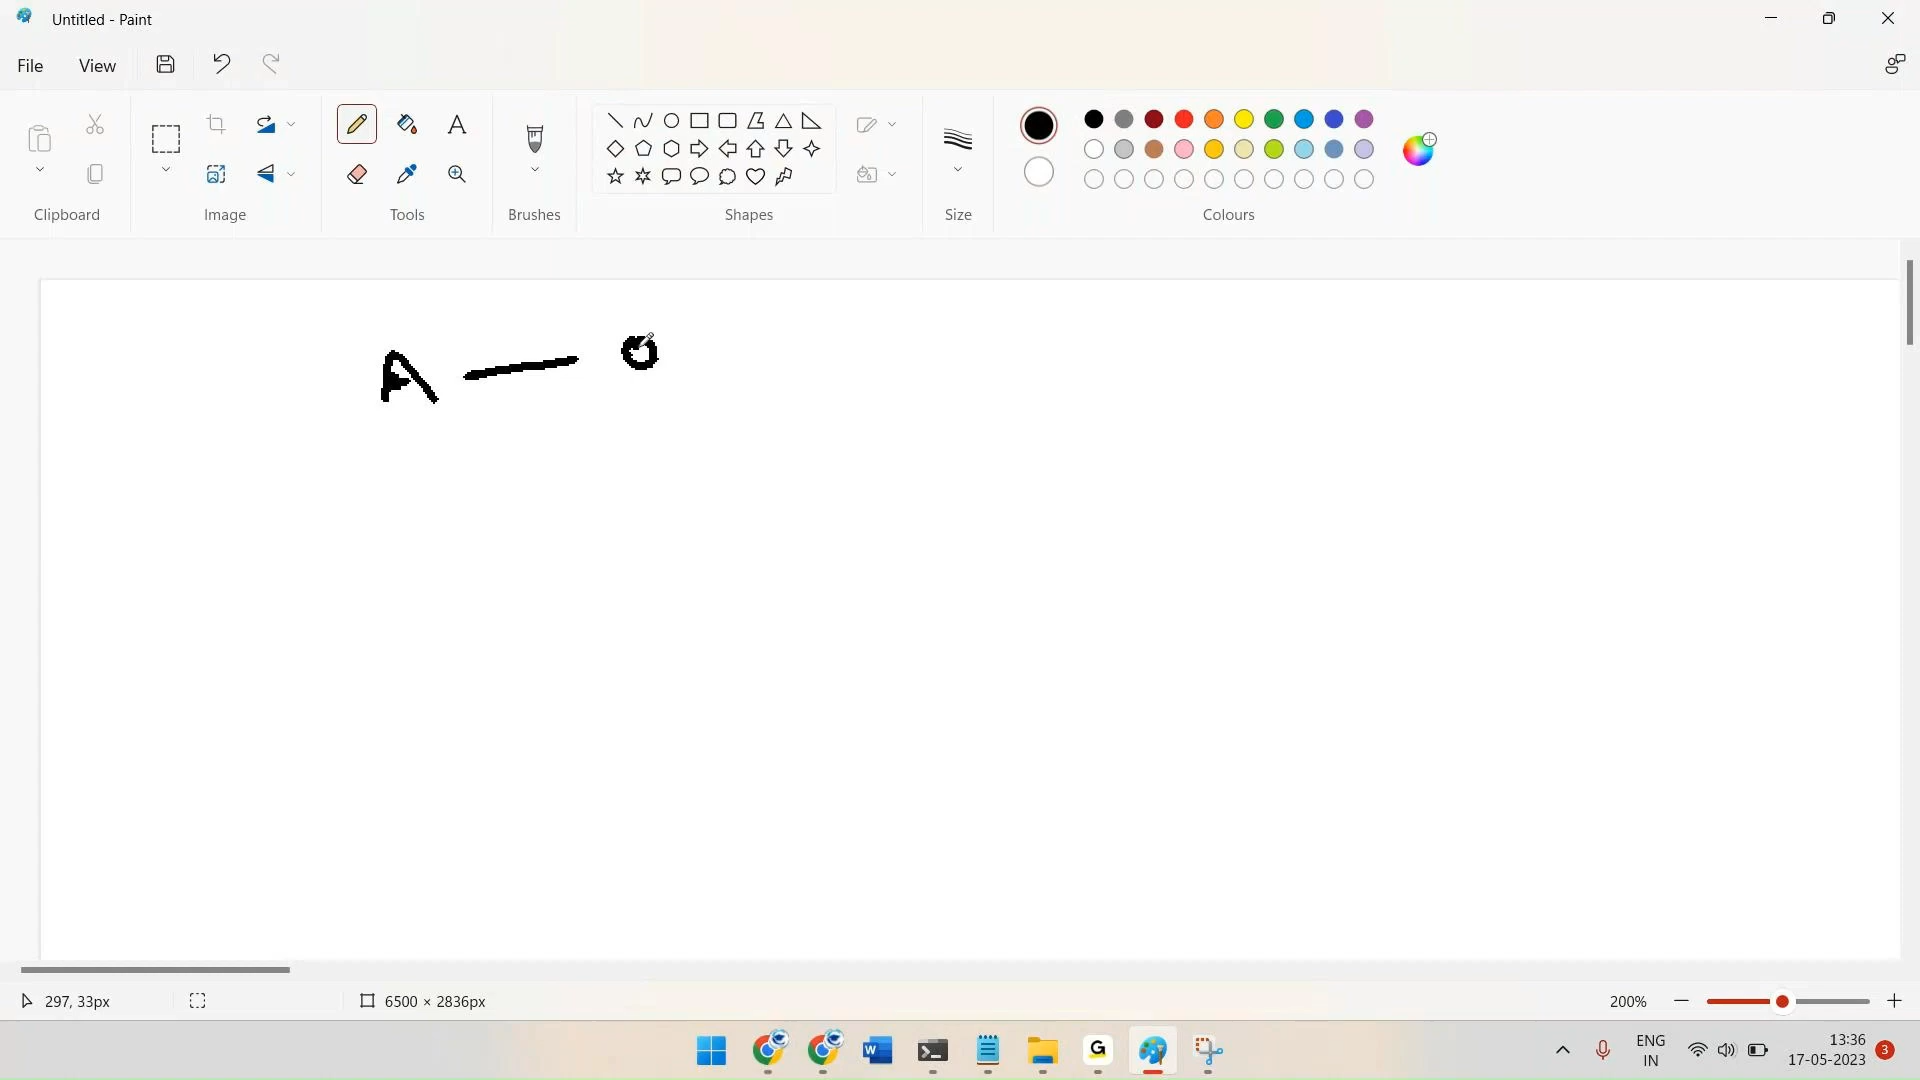 Untitled - Paint
File
View
Clipboard
Image
Tools
Brushes
Shapes
Size
Colours
A — o
297, 33px
6500 × 2836px
200%
ENG
IN
13:36
17-05-2023
3